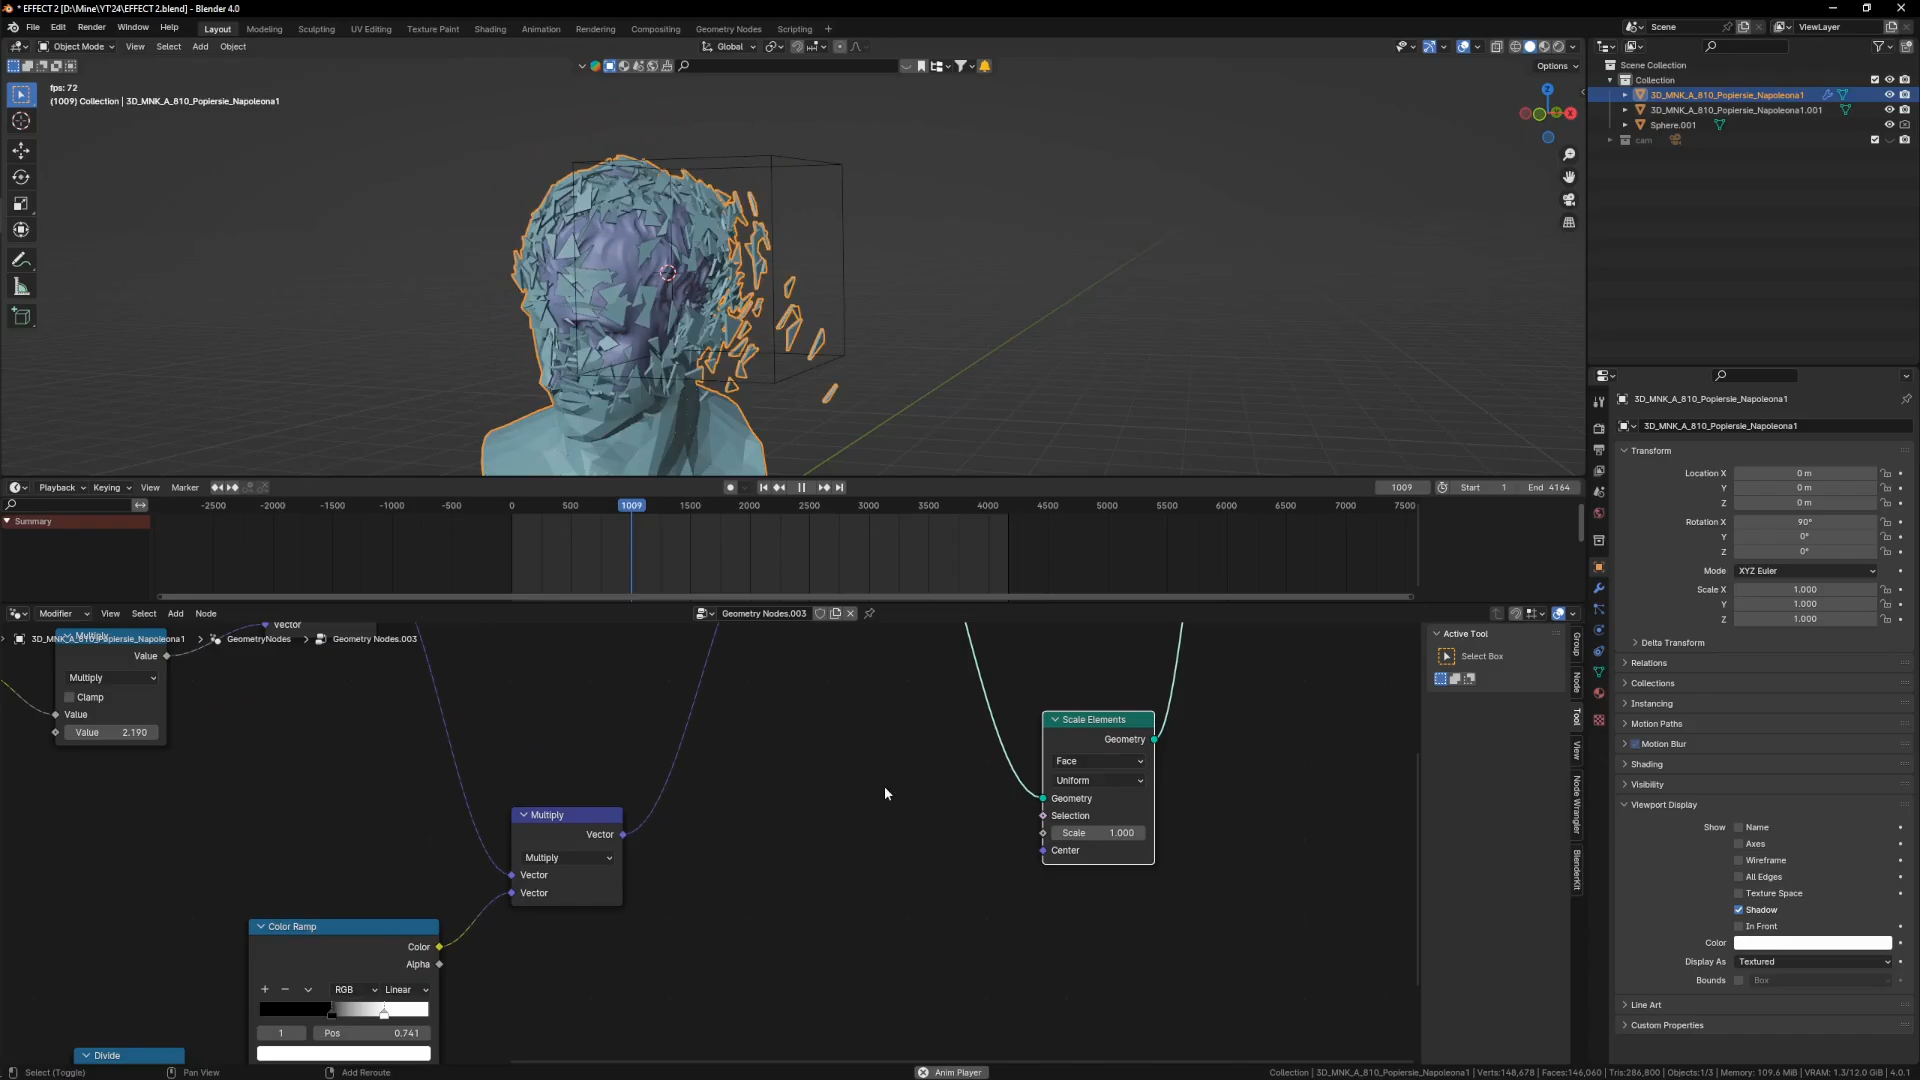 * EFFECT 2 [D:\Mine\YT'24\EFFECT 2.blend] - Blender 4.0
File Edit Render Window Help Layout Sculpting UV Editing Texture Paint Shading Animation Rendering Compositing Geometry Nodes Scripting + Scene ViewLayer
Object Mode View Select Add Object Global
Options
fps: 72
(1009) Collection | 3D_MNK_A_810_Popiersie_Napoleona1
Z
X
Scene Collection
Collection
3D_MNK_A_810_Popiersie_Napoleona1
3D_MNK_A_810_Popiersie_Napoleona1.001
Sphere.001
cam
3D_MNK_A_810_Popiersie_Napoleona1
3D_MNK_A_810_Popiersie_Napoleona1
Transform
Location X 0 m
Y 0 m
Z 0 m
Rotation X 90°
Y 0°
Z 0°
Mode XYZ Euler
Scale X 1.000
Y 1.000
Z 1.000
Delta Transform
Relations
Collections
Instancing
Motion Paths
Motion Blur
Shading
Visibility
Viewport Display
Show Name
Axes
Wireframe
All Edges
Texture Space
Shadow
In Front
Color
Display As Textured
Bounds Box
Line Art
Custom Properties
Playback Keying View Marker 1009 Start 1 End 4164
-2500 -2000 -1500 -1000 -500 0 500 1009 1500 2000 2500 3000 3500 4000 4500 5000 5500 6000 6500 7000 7500
Summary
Modifier View Select Add Node Geometry Nodes.003
Vector
3D_MNK_A_810_Popiersie_Napoleona1 > GeometryNodes > Geometry Nodes.003
Multiply
Value
Multiply
Clamp
Value
Value 2.190
Multiply
Vector
Multiply
Vector
Vector
Color Ramp
Color
Alpha
+ − RGB Linear
1 Pos 0.741
Divide
Scale Elements
Geometry
Face
Uniform
Geometry
Selection
Scale 1.000
Center
Active Tool
Select Box
Group
Node
Tool
View
Node Wrangler
BlenderKit
Select (Toggle) Pan View Add Reroute Anim Player Collection | 3D_MNK_A_810_Popiersie_Napoleona1 | Verts:148,678 | Faces:146,060 | Tris:286,800 | Objects:1/3 | Memory: 109.6 MiB | VRAM: 1.3/12.0 GiB | 4.0.1